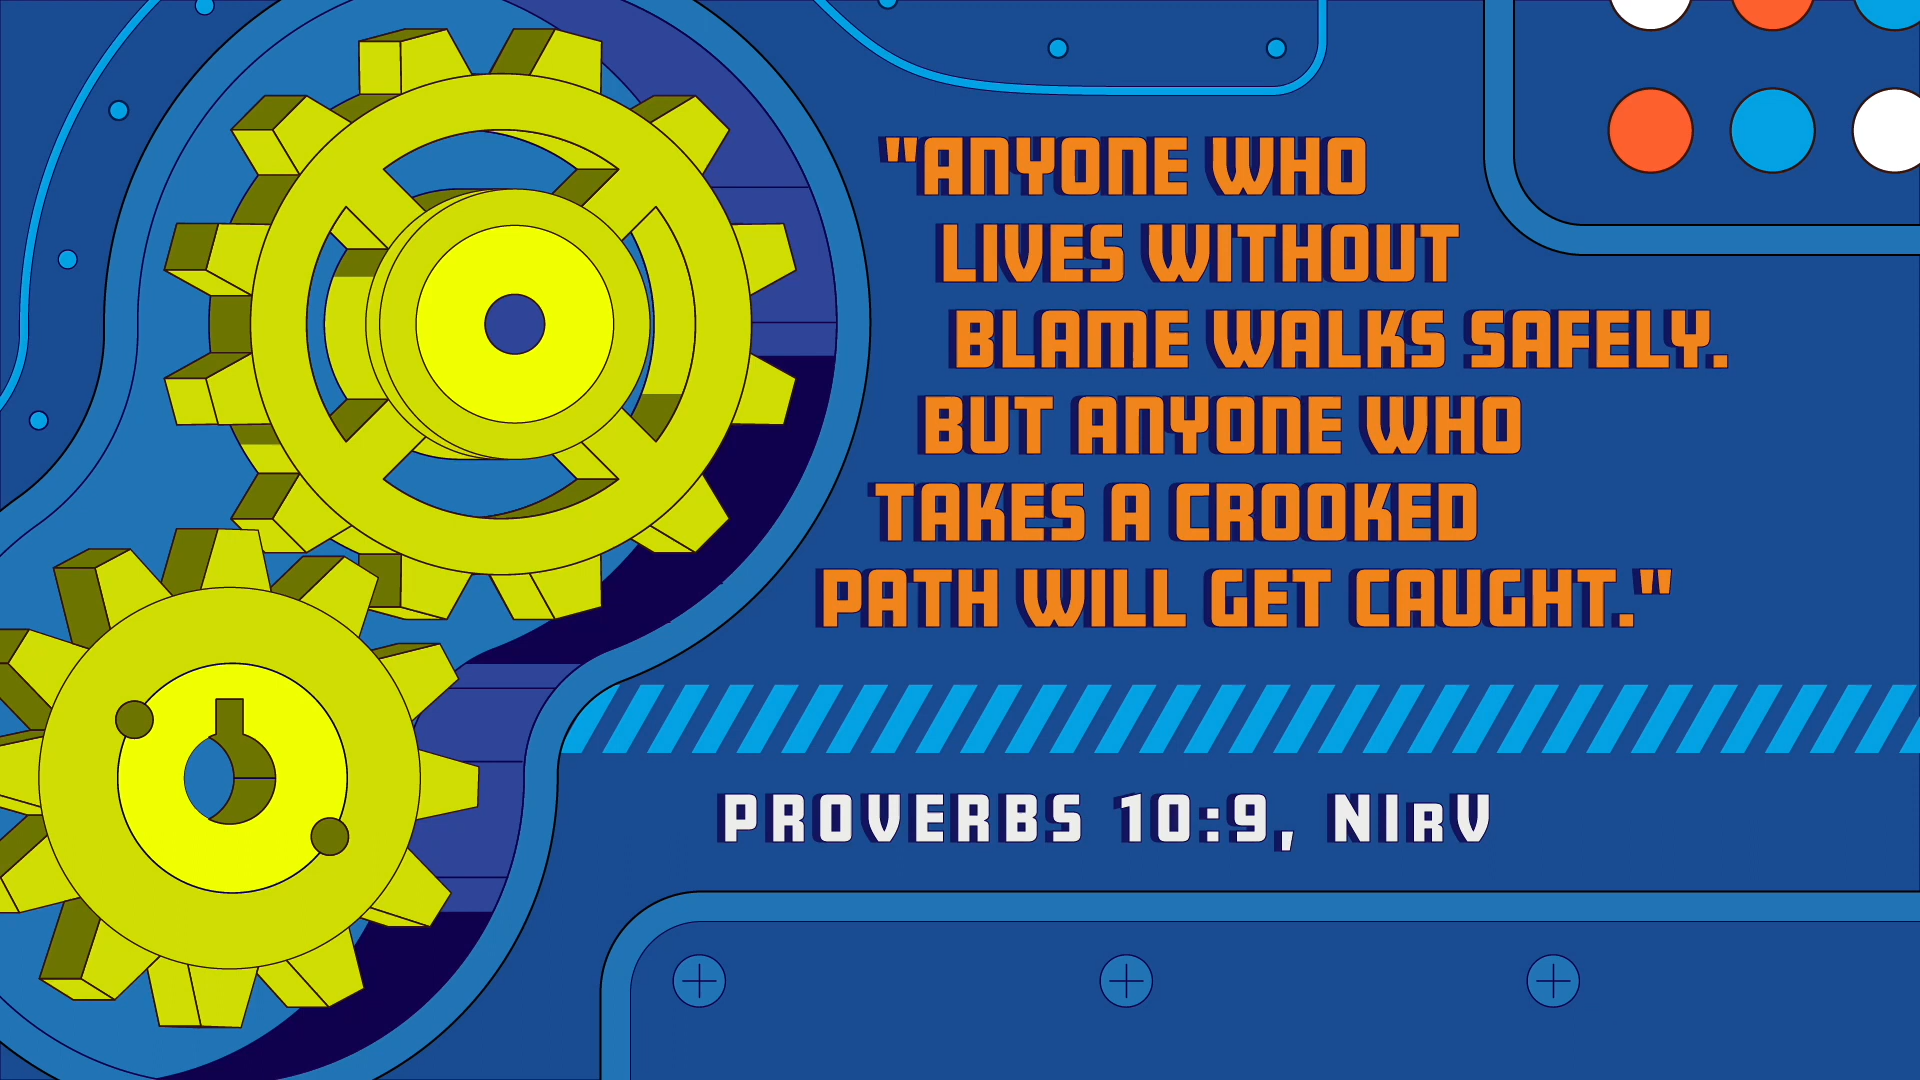 "ANYONE WHO
LIVES WITHOUT
BLAME WALKS SAFELY.
BUT ANYONE WHO
TAKES A CROOKED
PATH WILL GET CAUGHT."
PROVERBS 10:9, NIrV